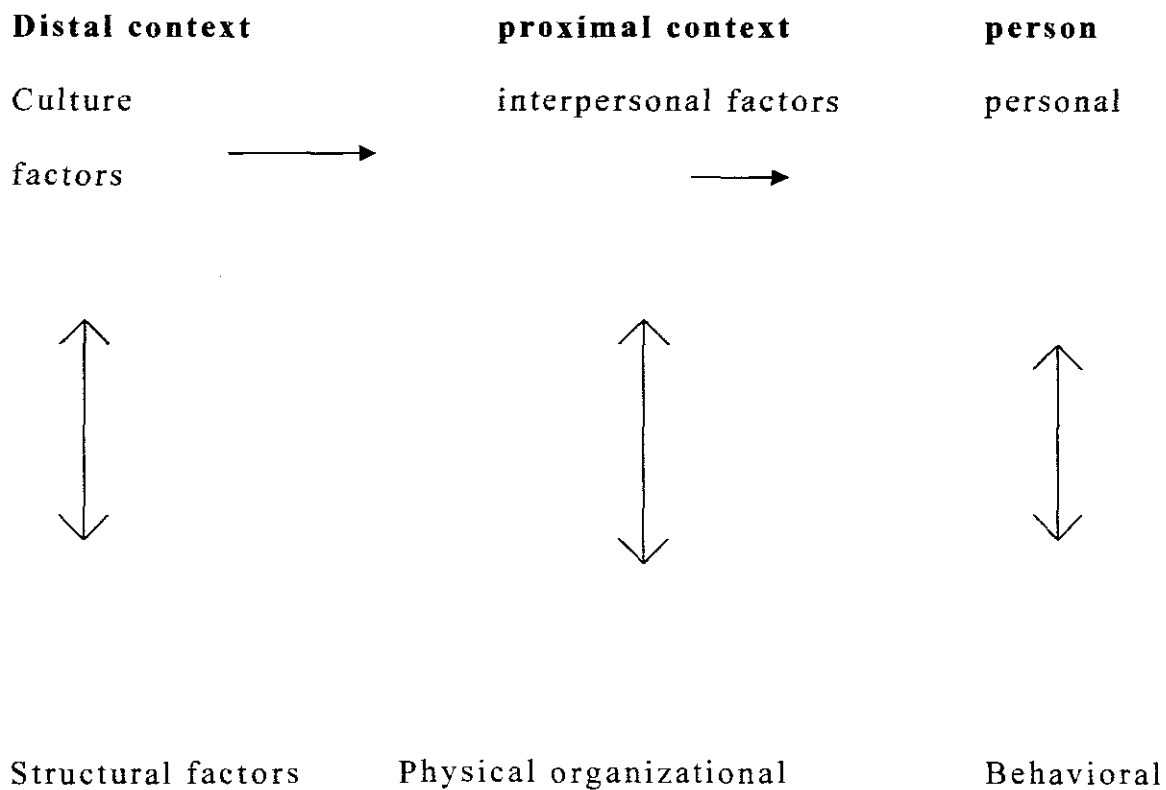 Distal context proximal context person
Culture interpersonal factors personal
factors
Structural factors Physical organizational Behavioral